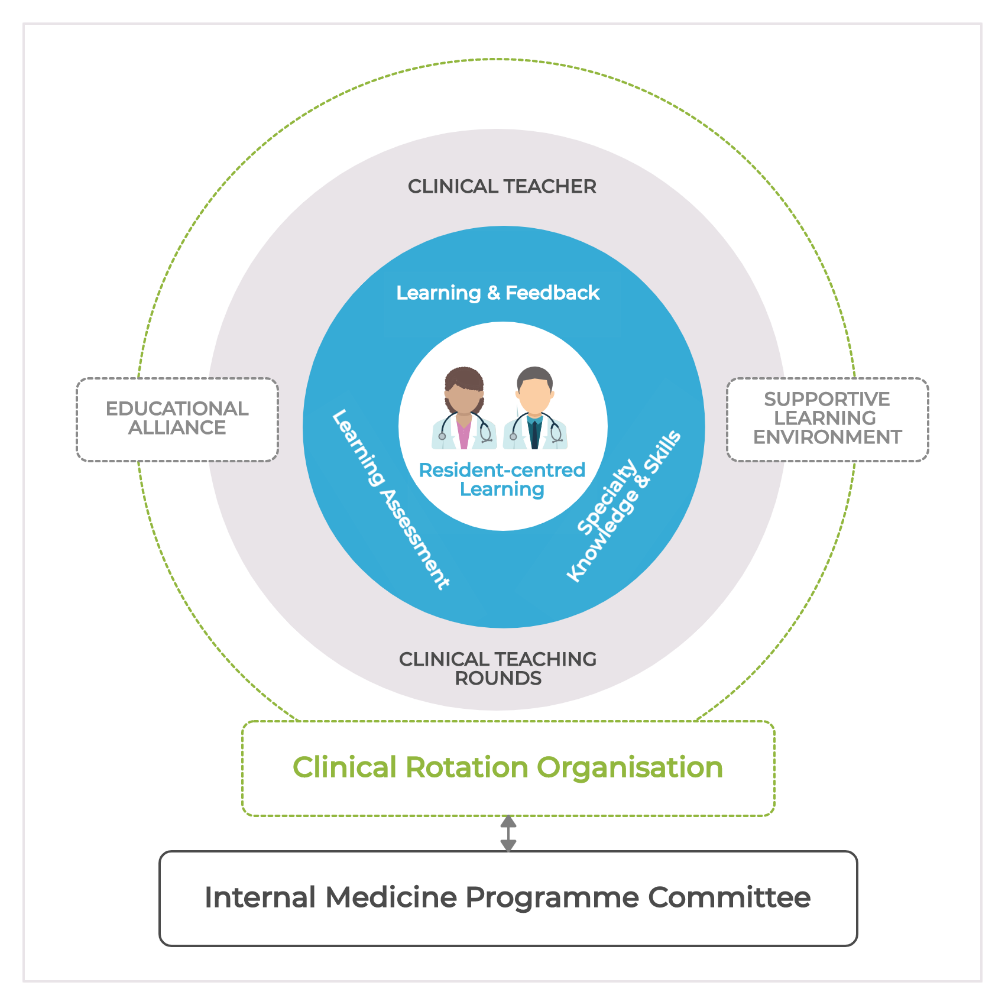 CLINICAL TEACHER
Learning & Feedback
EDUCATIONAL
ALLIANCE
SUPPORTIVE
LEARNING
ENVIRONMENT
Learning Assessment
Resident-centred
Learning
Specialty
Knowledge & Skills
CLINICAL TEACHING
ROUNDS
Clinical Rotation Organisation
Internal Medicine Programme Committee